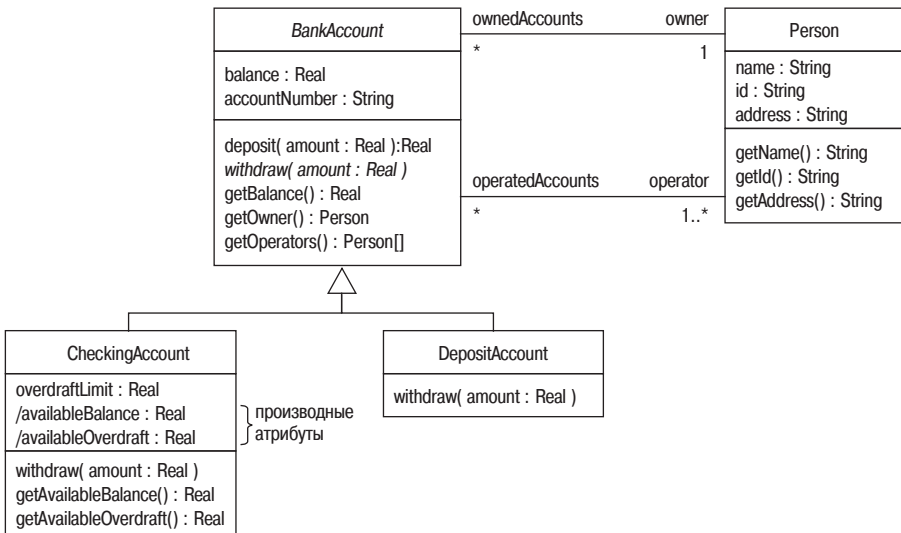 BankAccount
balance : Real
accountNumber : String
deposit( amount : Real ):Real
withdraw( amount : Real )
getBalance() : Real
getOwner() : Person
getOperators() : Person[]
ownedAccounts owner
* 1
operatedAccounts operator
* 1..*
Person
name : String
id : String
address : String
getName() : String
getId() : String
getAddress() : String
CheckingAccount
overdraftLimit : Real
/availableBalance : Real
/availableOverdraft : Real
производные
атрибуты
withdraw( amount : Real )
getAvailableBalance() : Real
getAvailableOverdraft() : Real
DepositAccount
withdraw( amount : Real )